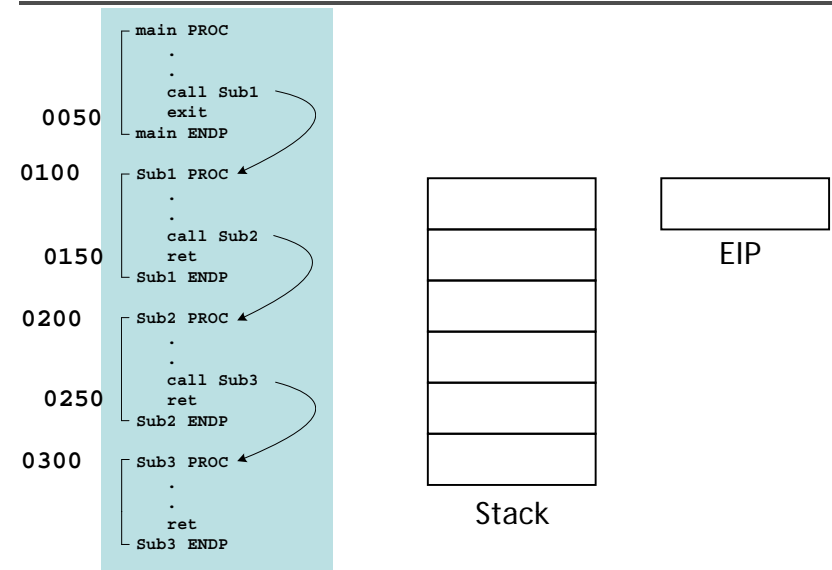 main PROC
.
.
call Sub1
0050 exit
main ENDP
0100 Sub1 PROC
.
.
call Sub2
0150 ret
Sub1 ENDP
0200 Sub2 PROC
.
.
call Sub3
0250 ret
Sub2 ENDP
0300 Sub3 PROC
.
.
ret
Sub3 ENDP
Stack
EIP